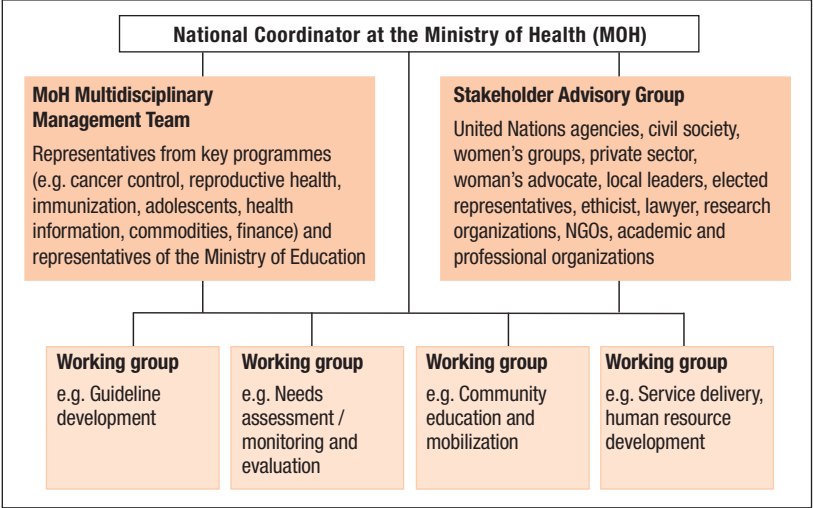 National Coordinator at the Ministry of Health (MOH)
MoH Multidisciplinary
Management Team
Representatives from key programmes
(e.g. cancer control, reproductive health,
immunization, adolescents, health
information, commodities, finance) and
representatives of the Ministry of Education
Stakeholder Advisory Group
United Nations agencies, civil society,
women's groups, private sector,
woman's advocate, local leaders, elected
representatives, ethicist, lawyer, research
organizations, NGOs, academic and
professional organizations
Working group
e.g. Guideline
development
Working group
e.g. Needs
assessment /
monitoring and
evaluation
Working group
e.g. Community
education and
mobilization
Working group
e.g. Service delivery,
human resource
development